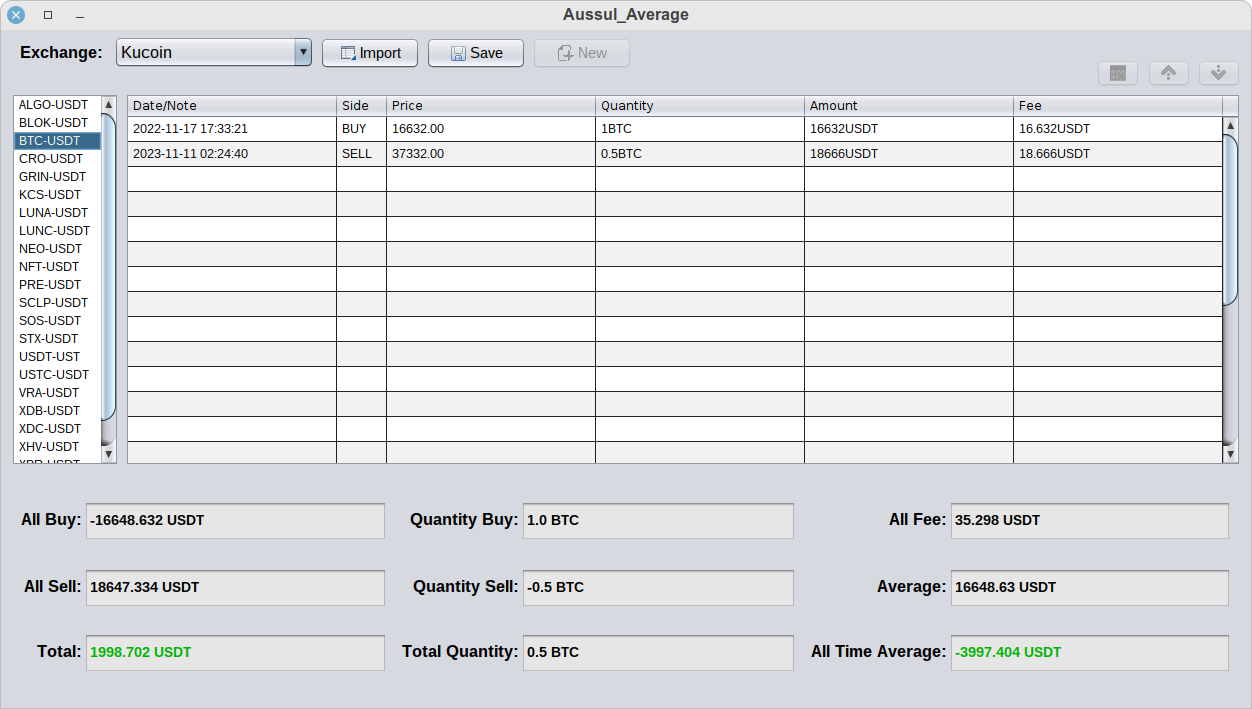 Aussul_Average
Exchange: Kucoin Import Save New
ALGO-USDT
BLOK-USDT
BTC-USDT
CRO-USDT
GRIN-USDT
KCS-USDT
LUNA-USDT
LUNC-USDT
NEO-USDT
NFT-USDT
PRE-USDT
SCLP-USDT
SOS-USDT
STX-USDT
USDT-UST
USTC-USDT
VRA-USDT
XDB-USDT
XDC-USDT
XHV-USDT
Date/Note Side Price Quantity Amount Fee
2022-11-17 17:33:21 BUY 16632.00 1BTC 16632USDT 16.632USDT
2023-11-11 02:24:40 SELL 37332.00 0.5BTC 18666USDT 18.666USDT
All Buy: -16648.632 USDT Quantity Buy: 1.0 BTC All Fee: 35.298 USDT
All Sell: 18647.334 USDT Quantity Sell: -0.5 BTC Average: 16648.63 USDT
Total: 1998.702 USDT Total Quantity: 0.5 BTC All Time Average: -3997.404 USDT